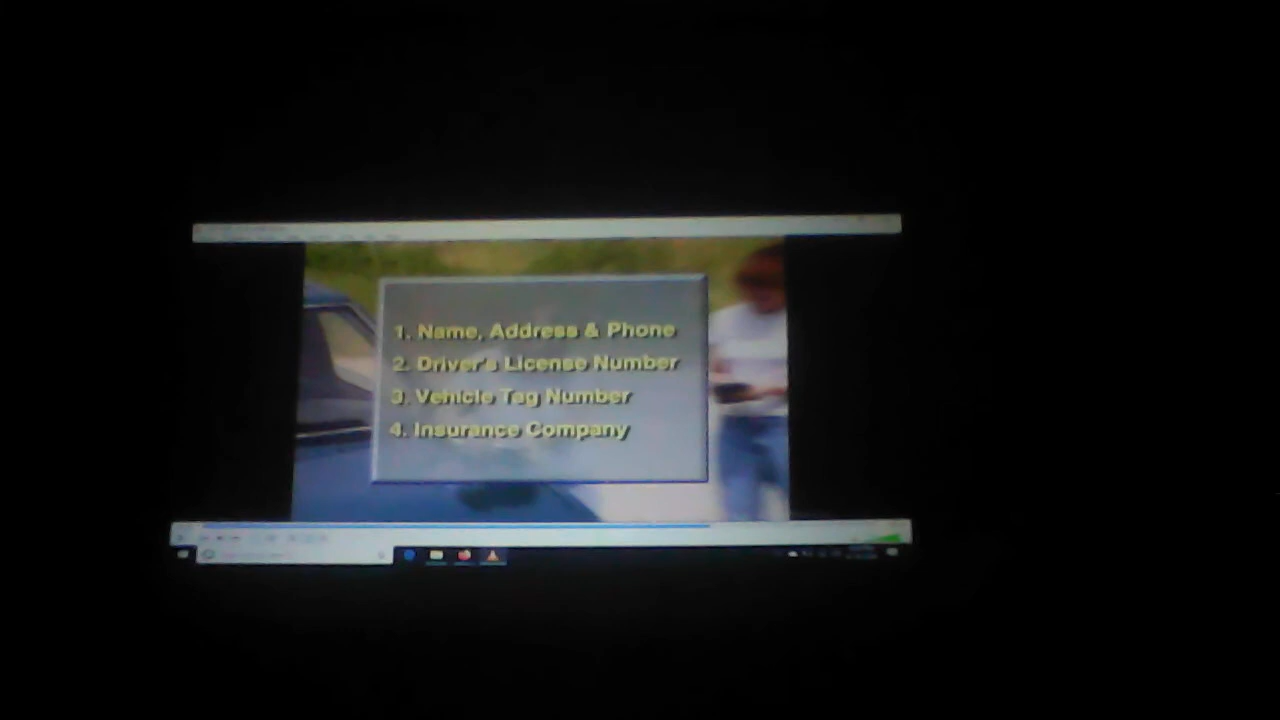 1. Name, Address & Phone
2. Driver's License Number
3. Vehicle Tag Number
4. Insurance Company